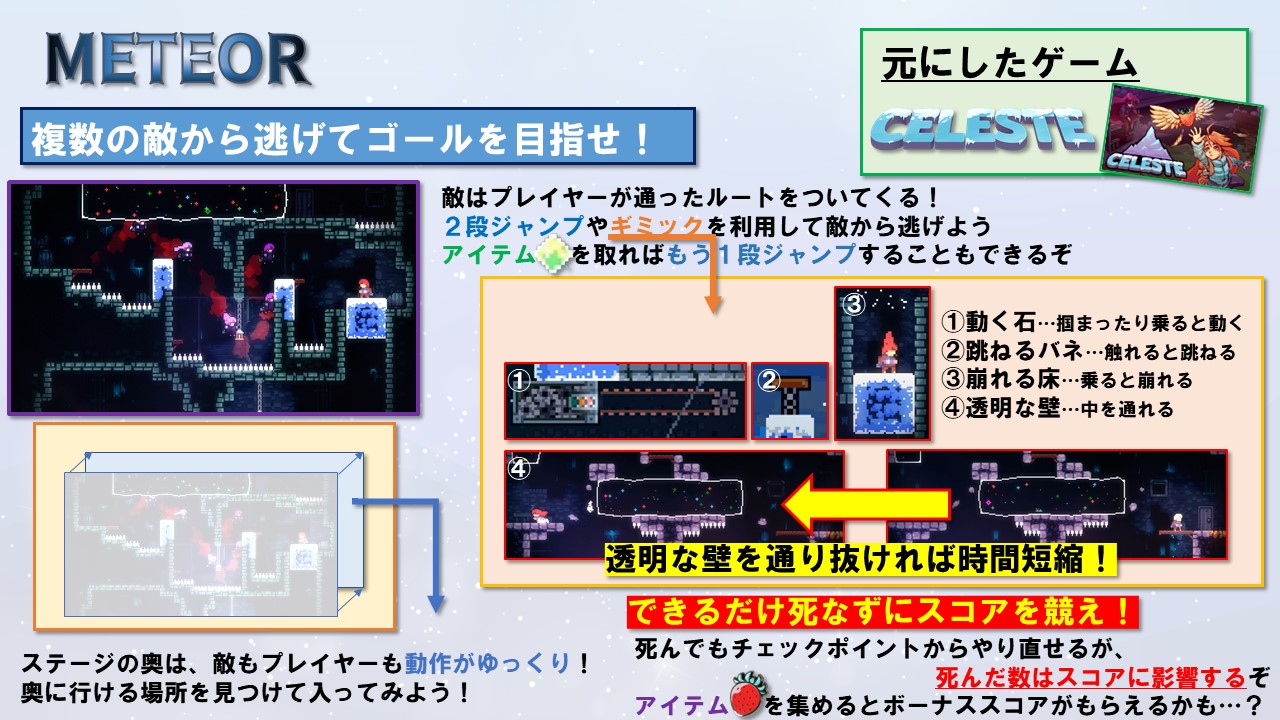 METEOR
元にしたゲーム
CELESTE
CELESTE
複数の敵から逃げてゴールを目指せ！
敵はプレイヤーが通ったルートをついてくる！
２段ジャンプやギミックを利用して敵から逃げよう
アイテムを取ればもう１段ジャンプすることもできるぞ
①
②
③
④
①動く石…掴まったり乗ると動く
②跳ねるバネ…触れると跳ねる
③崩れる床…乗ると崩れる
④透明な壁…中を通れる
透明な壁を通り抜ければ時間短縮！
ステージの奥は、敵もプレイヤーも動作がゆっくり！
奥に行ける場所を見つけて入ってみよう！
できるだけ死なずにスコアを競え！
死んでもチェックポイントからやり直せるが、
死んだ数はスコアに影響するぞ
アイテムを集めるとボーナススコアがもらえるかも…？